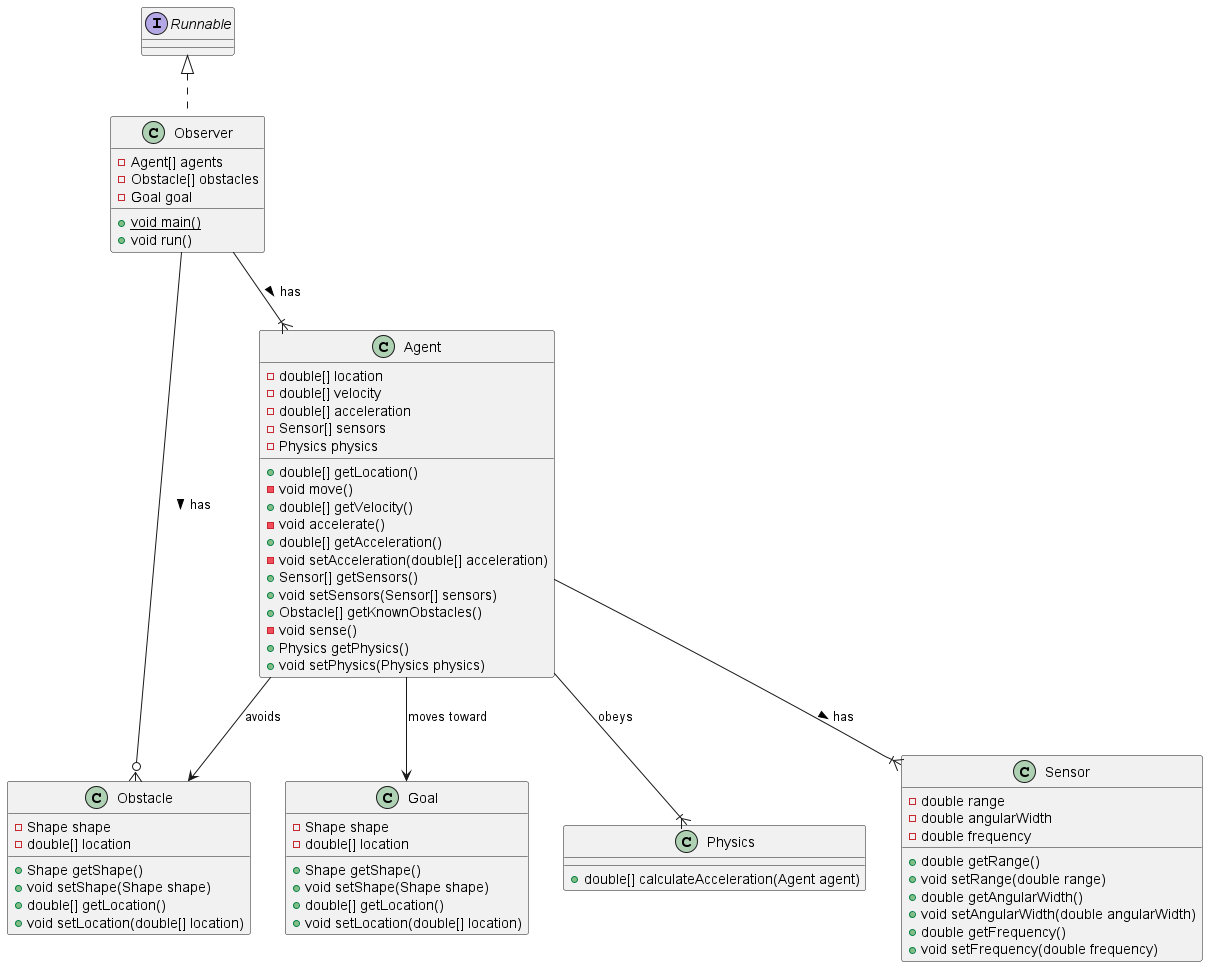 I Runnable
C Observer
Agent[] agents
Obstacle[] obstacles
Goal goal
void main()
void run()
has
C Agent
double[] location
double[] velocity
double[] acceleration
Sensor[] sensors
Physics physics
double[] getLocation()
void move()
double[] getVelocity()
void accelerate()
double[] getAcceleration()
void setAcceleration(double[] acceleration)
Sensor[] getSensors()
void setSensors(Sensor[] sensors)
Obstacle[] getKnownObstacles()
void sense()
Physics getPhysics()
void setPhysics(Physics physics)
has
avoids
moves toward
obeys
has
C Obstacle
Shape shape
double[] location
Shape getShape()
void setShape(Shape shape)
double[] getLocation()
void setLocation(double[] location)
C Goal
Shape shape
double[] location
Shape getShape()
void setShape(Shape shape)
double[] getLocation()
void setLocation(double[] location)
C Physics
double[] calculateAcceleration(Agent agent)
C Sensor
double range
double angularWidth
double frequency
double getRange()
void setRange(double range)
double getAngularWidth()
void setAngularWidth(double angularWidth)
double getFrequency()
void setFrequency(double frequency)